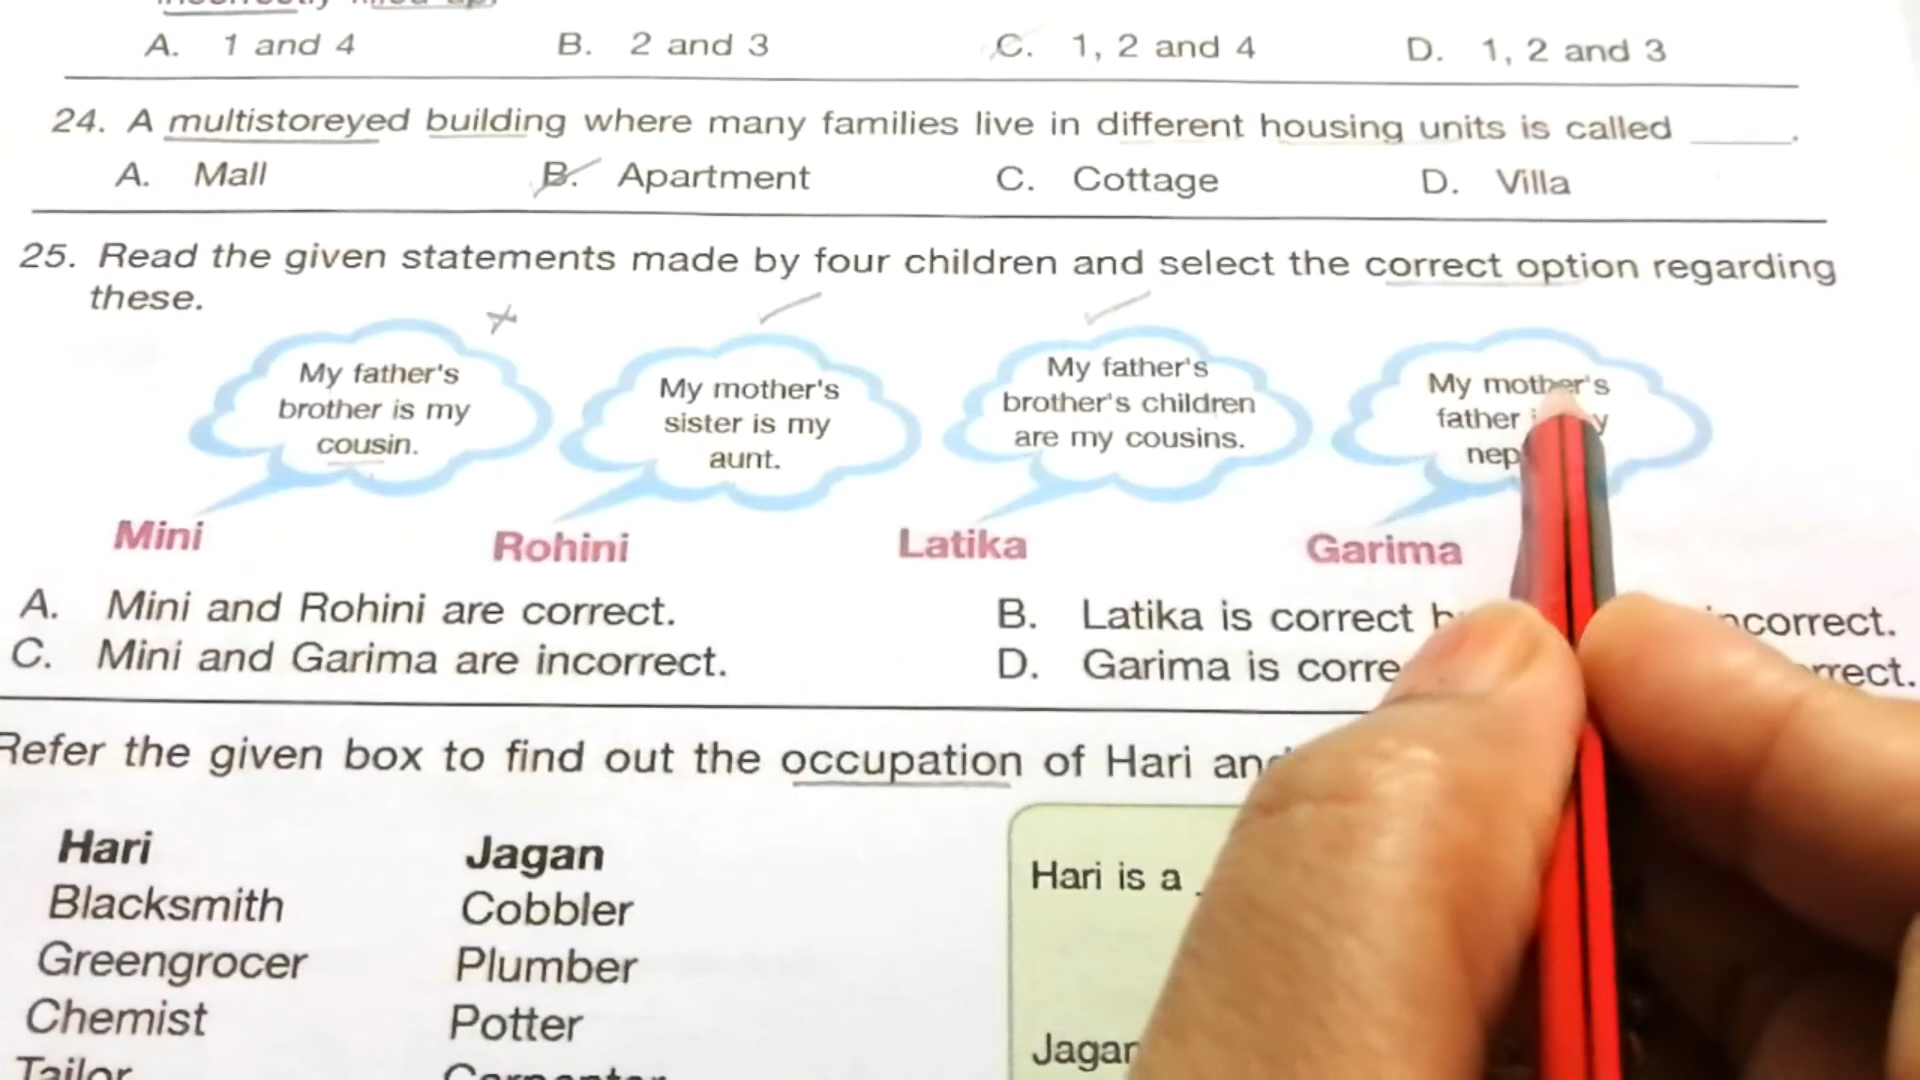 A. 1 and 4 B. 2 and 3 C. 1, 2 and 4 D. 1, 2 and 3
24. A multistoreyed building where many families live in different housing units is called ______.
A. Mall B. Apartment C. Cottage D. Villa
25. Read the given statements made by four children and select the correct option regarding
these.
My father's
brother is my
cousin.
Mini
My mother's
sister is my
aunt.
Rohini
My father's
brother's children
are my cousins.
Latika
My mother's
father
Garima
A. Mini and Rohini are correct. B. Latika is correct
C. Mini and Garima are incorrect. D. Garima is
Refer the given box to find out the occupation of Hari
Hari Jagan
Blacksmith Cobbler
Greengrocer Plumber
Chemist Potter
Tailor
Hari is a